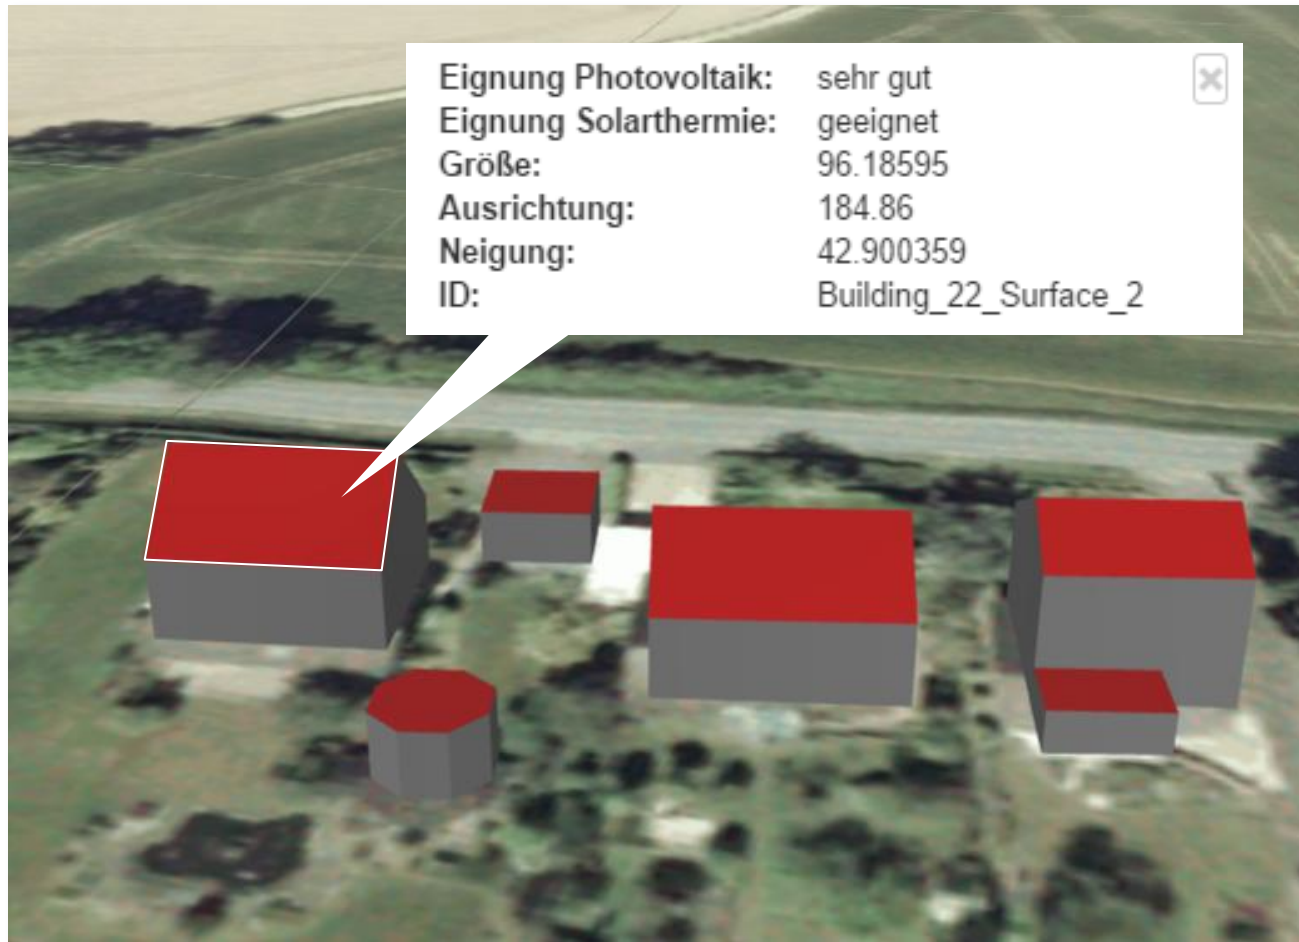 Eignung Photovoltaik: sehr gut
Eignung Solarthermie: geeignet
Größe: 96.18595
Ausrichtung: 184.86
Neigung: 42.900359
ID: Building_22_Surface_2